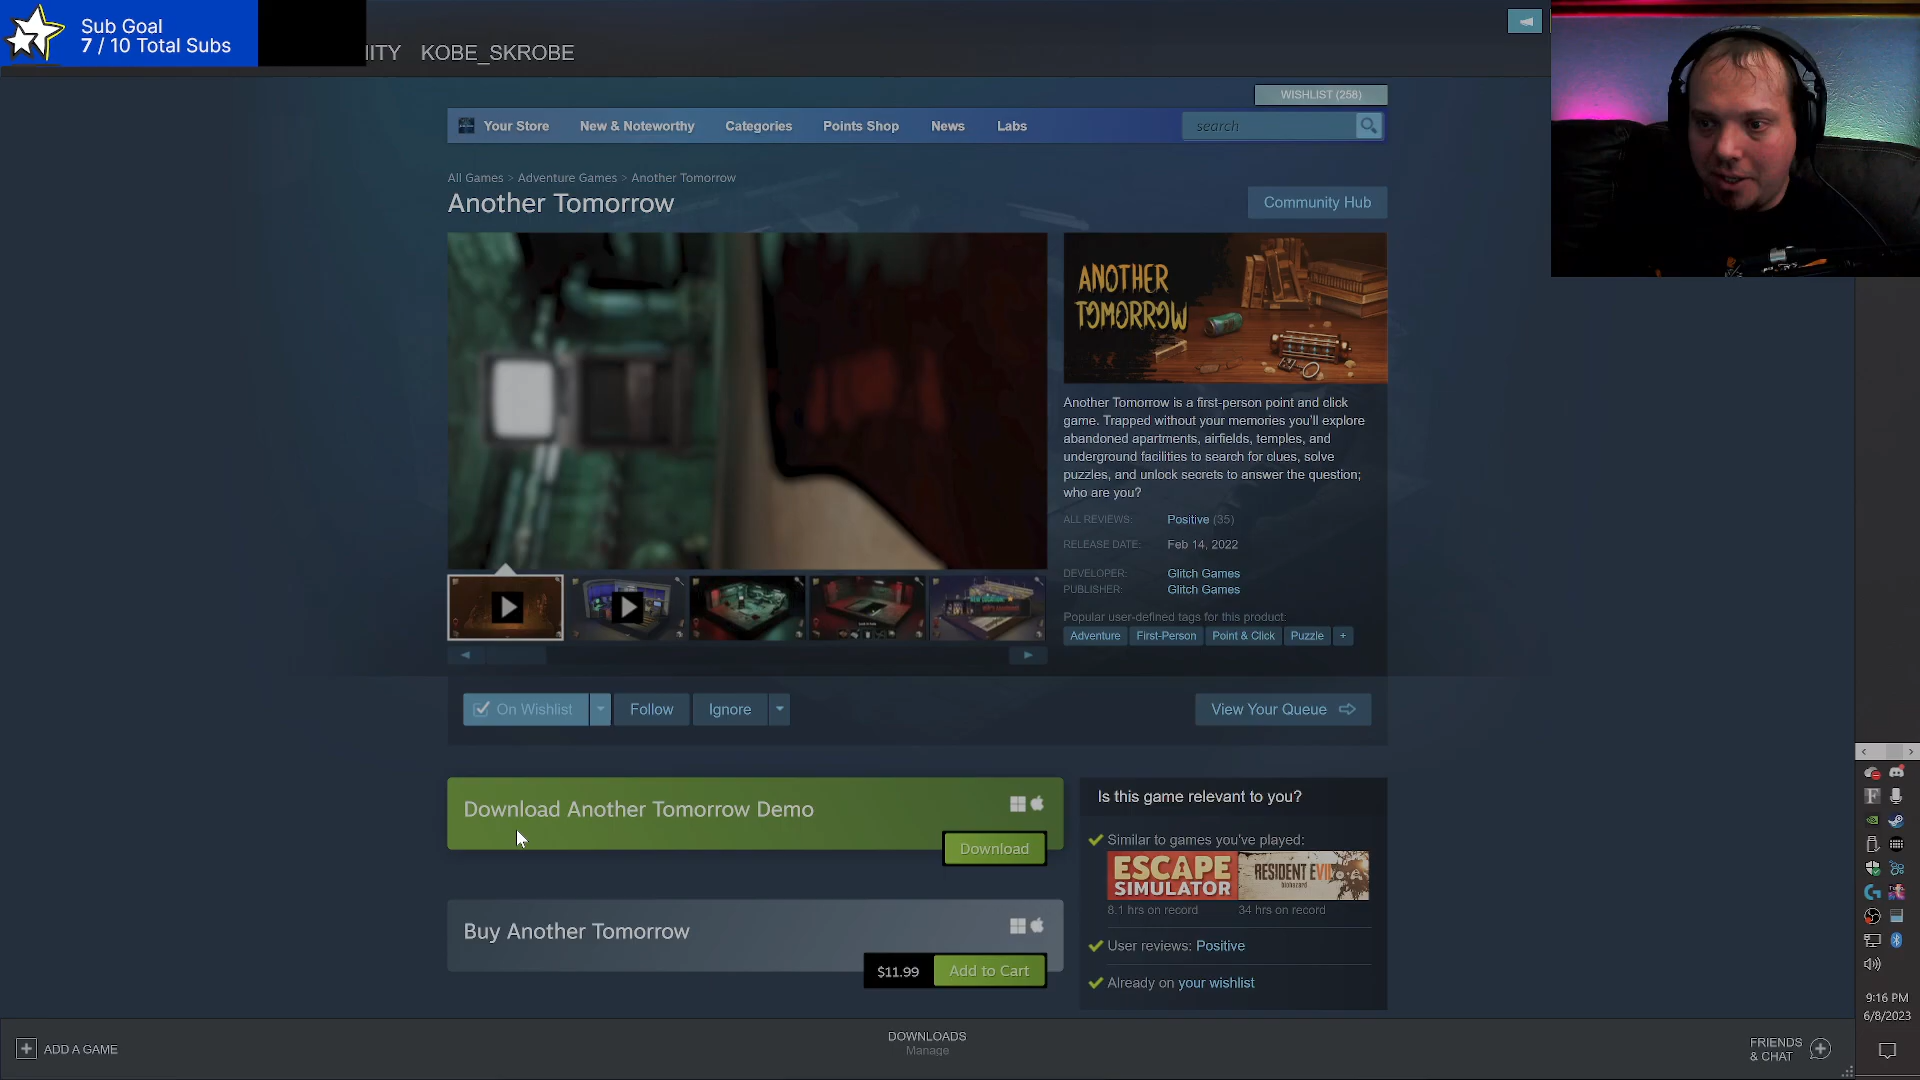 Sub Goal
7 / 10 Total Subs
ITY KOBE_SKROBE
WISHLIST (258)
Your Store New & Noteworthy Categories Points Shop News Labs search
All Games > Adventure Games > Another Tomorrow
Another Tomorrow
Community Hub
ANOTHER
TOMORROW
Another Tomorrow is a first-person point and click
game. Trapped without your memories you'll explore
abandoned apartments, airfields, temples, and
underground facilities to search for clues, solve
puzzles, and unlock secrets to answer the question;
who are you?
ALL REVIEWS: Positive (35)
RELEASE DATE: Feb 14, 2022
DEVELOPER: Glitch Games
PUBLISHER: Glitch Games
Popular user-defined tags for this product:
Adventure First-Person Point & Click Puzzle +
On Wishlist Follow Ignore View Your Queue
Download Another Tomorrow Demo
Download
Is this game relevant to you?
Similar to games you've played:
ESCAPE
SIMULATOR
RESIDENT EVIL
biohazard
8.1 hrs on record 34 hrs on record
User reviews: Positive
Already on your wishlist
Buy Another Tomorrow
$11.99 Add to Cart
ADD A GAME
DOWNLOADS
Manage
FRIENDS
& CHAT
9:16 PM
6/8/2023